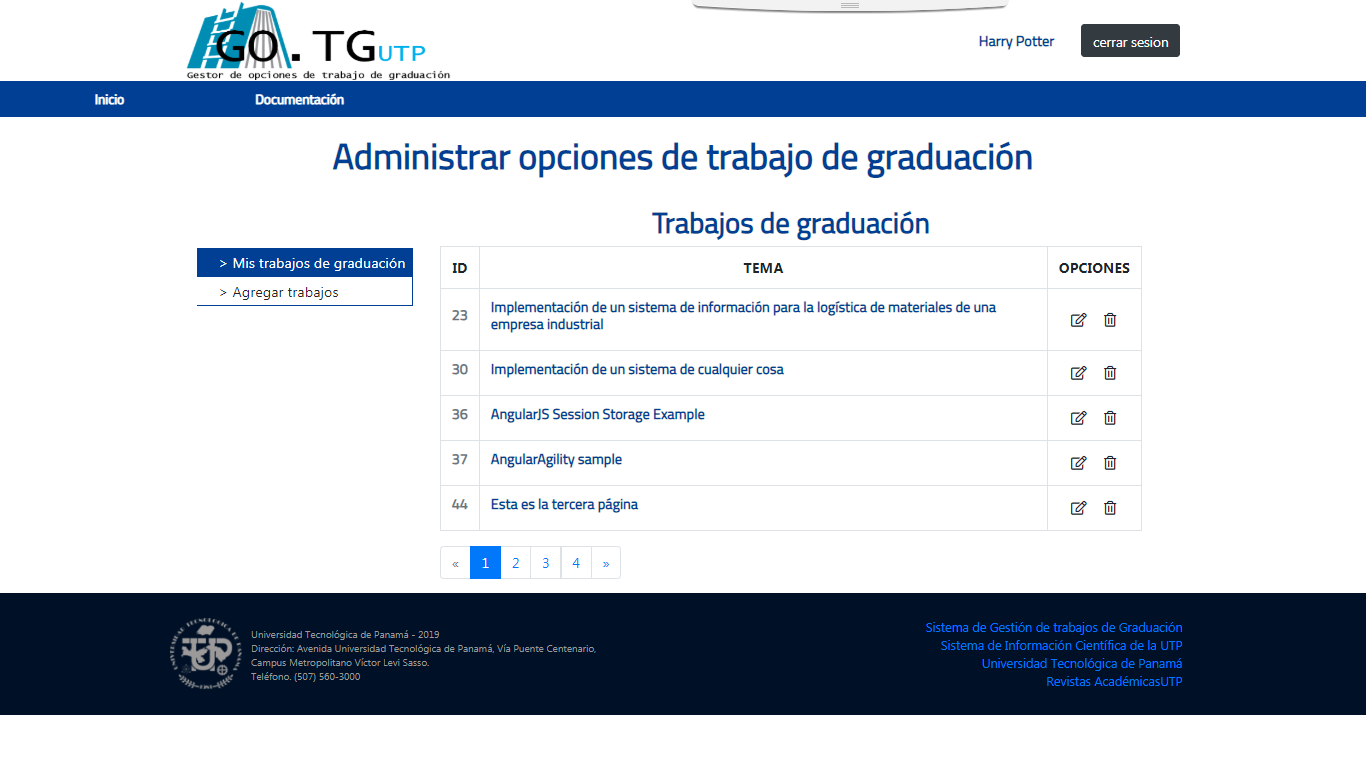 GO.TG UTP
Gestor de opciones de trabajo de graduación
Harry Potter
cerrar sesion
Inicio
Documentación
Administrar opciones de trabajo de graduación
> Mis trabajos de graduación
> Agregar trabajos
Trabajos de graduación
ID TEMA OPCIONES
23 Implementación de un sistema de información para la logística de materiales de una
empresa industrial
30 Implementación de un sistema de cualquier cosa
36 AngularJS Session Storage Example
37 AngularAgility sample
44 Esta es la tercera página
« 1 2 3 4 »
UTP
Universidad Tecnológica de Panamá - 2019
Dirección: Avenida Universidad Tecnológica de Panamá, Vía Puente Centenario,
Campus Metropolitano Víctor Levi Sasso.
Teléfono. (507) 560-3000
Sistema de Gestión de trabajos de Graduación
Sistema de Información Científica de la UTP
Universidad Tecnológica de Panamá
Revistas AcadémicasUTP